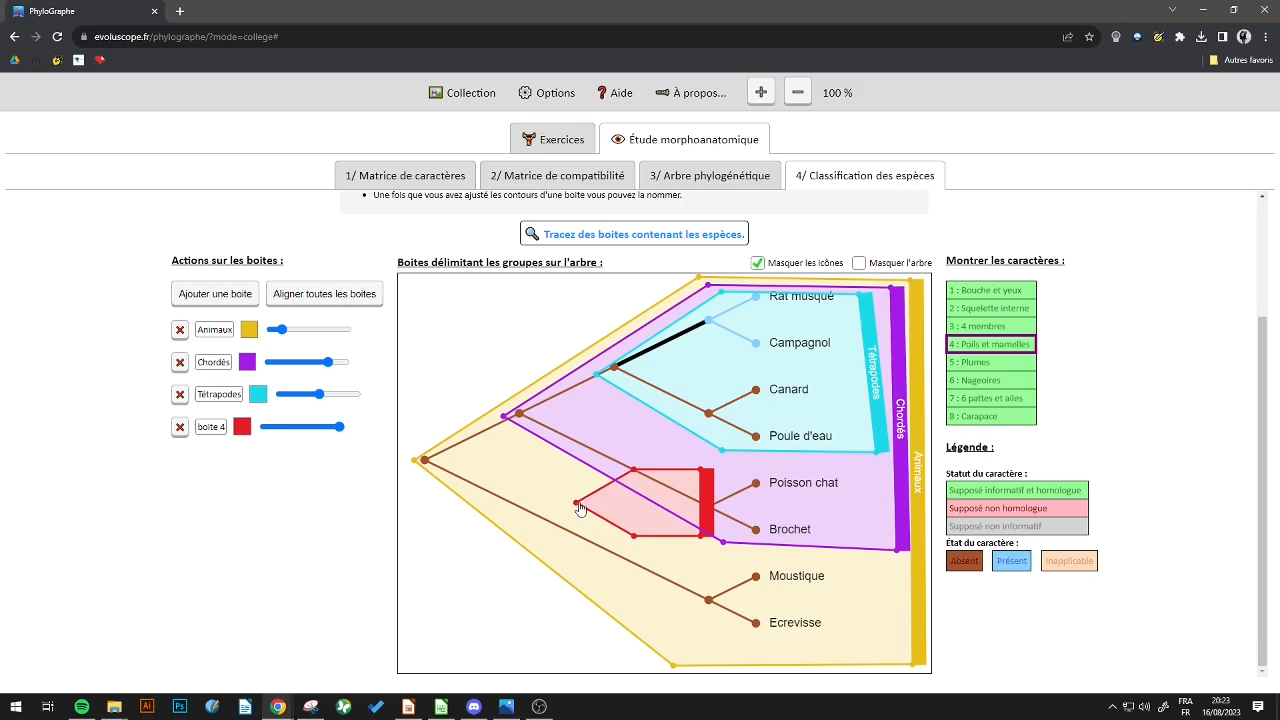 PhyloGraphe
evoluscope.fr/phylographe/?mode=college#
Autres favoris
Collection
Options
Aide
À propos...
100 %
Exercices
Étude morphoanatomique
1/ Matrice de caractères
2/ Matrice de compatibilité
3/ Arbre phylogénétique
4/ Classification des espèces
Une fois que vous avez ajusté les contours d'une boite vous pouvez la nommer.
Tracez des boites contenant les espèces.
Actions sur les boites :
Ajouter une boite
Aligner toutes les boites
Animaux
Chordés
Tétrapodes
boite 4
Boites délimitant les groupes sur l'arbre :
Masquer les icônes
Masquer l'arbre
Rat musqué
Campagnol
Canard
Poule d'eau
Poisson chat
Brochet
Moustique
Ecrevisse
Tétrapodes
Chordés
Animaux
Montrer les caractères :
1 : Bouche et yeux
2 : Squelette interne
3 : 4 membres
4 : Poils et mamelles
5 : Plumes
6 : Nageoires
7 : 6 pattes et ailes
8 : Carapace
Légende :
Statut du caractère :
Supposé informatif et homologue
Supposé non homologue
Supposé non informatif
État du caractère :
Absent
Présent
Inapplicable
FRA
FR
20:23
16/08/2023